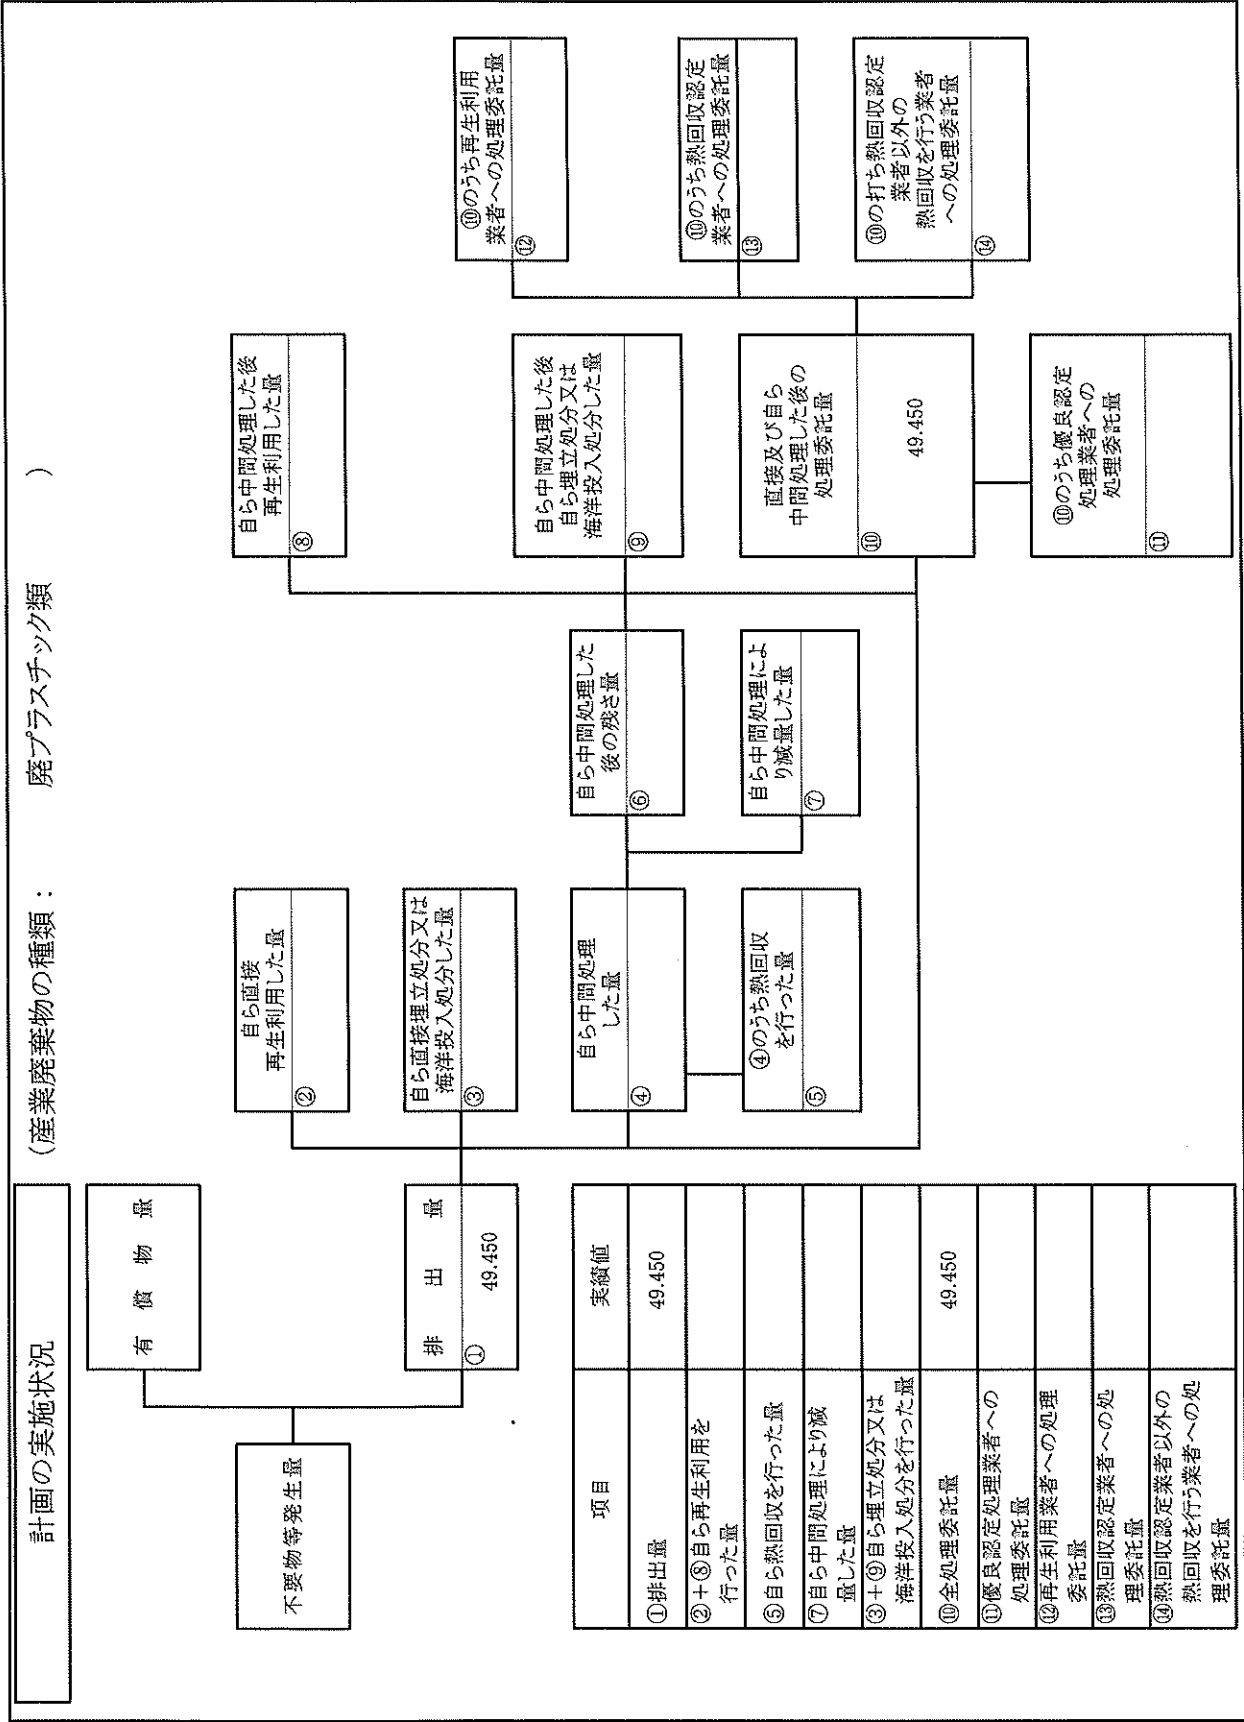 計画の実施状況
(産業廃棄物の種類： 廃プラスチック類 )
不要物等発生量
有 償 物 量
排 出 量
①
49.450
自ら直接
再生利用した量
②
自ら直接埋立処分又は
海洋投入処分した量
③
自ら中間処理
した量
④
④のうち熱回収
を行った量
⑤
自ら中間処理した
後の残さ量
⑥
自ら中間処理によ
り減量した量
⑦
自ら中間処理した後
再生利用した量
⑧
自ら中間処理した後
自ら埋立処分又は
海洋投入処分した量
⑨
直接及び自ら
中間処理した後の
処理委託量
⑩
49.450
⑩のうち優良認定
処理業者への
処理委託量
⑪
⑩のうち再生利用
業者への処理委託量
⑫
⑩のうち熱回収認定
業者への処理委託量
⑬
⑩の打ち熱回収認定
業者以外の
熱回収を行う業者
への処理委託量
⑭
項目 実績値
①排出量 49.450
②+⑧自ら再生利用を
行った量
⑤自ら熱回収を行った量
⑦自ら中間処理により減
量した量
③+⑨自ら埋立処分又は
海洋投入処分を行った量
⑩全処理委託量 49.450
⑪優良認定処理業者への
処理委託量
⑫再生利用業者への処理
委託量
⑬熱回収認定業者への処
理委託量
⑭熱回収認定業者以外の
熱回収を行う業者への処
理委託量